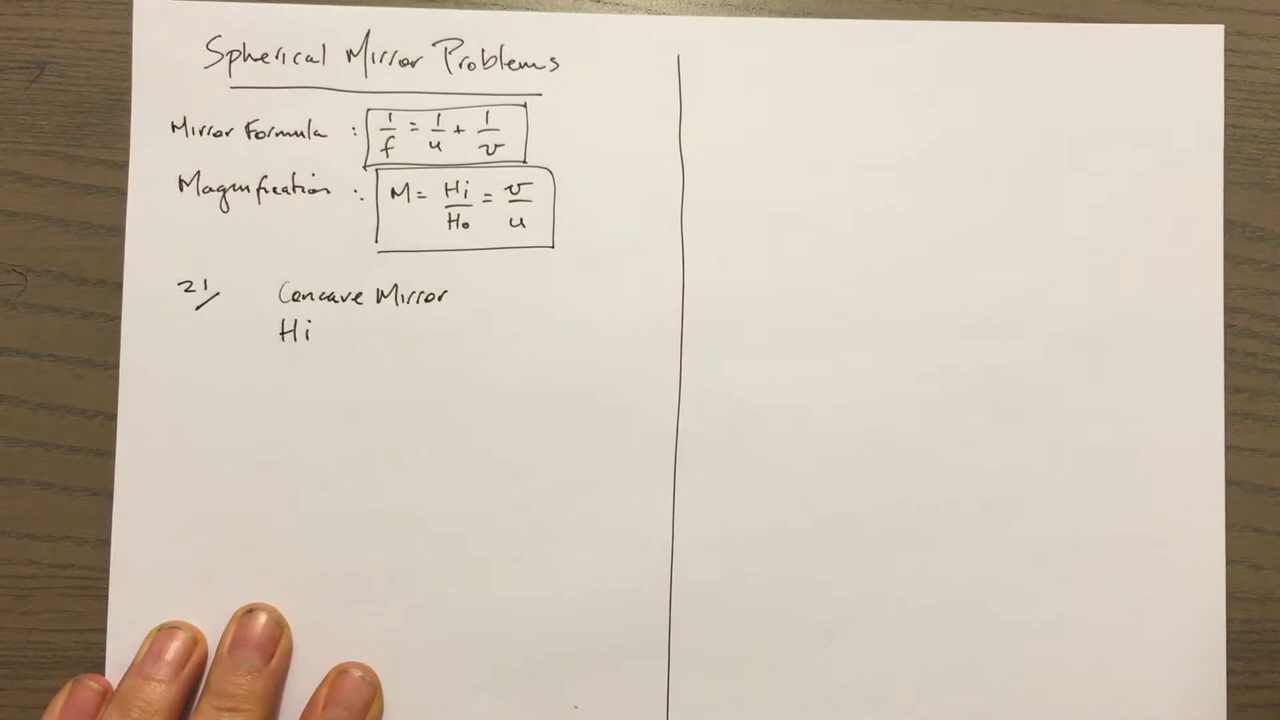 Spherical Mirror Problems
Mirror Formula : 1/f = 1/u + 1/v
Magnification : M = Hi/Ho = v/u
21/ Concave Mirror
Hi